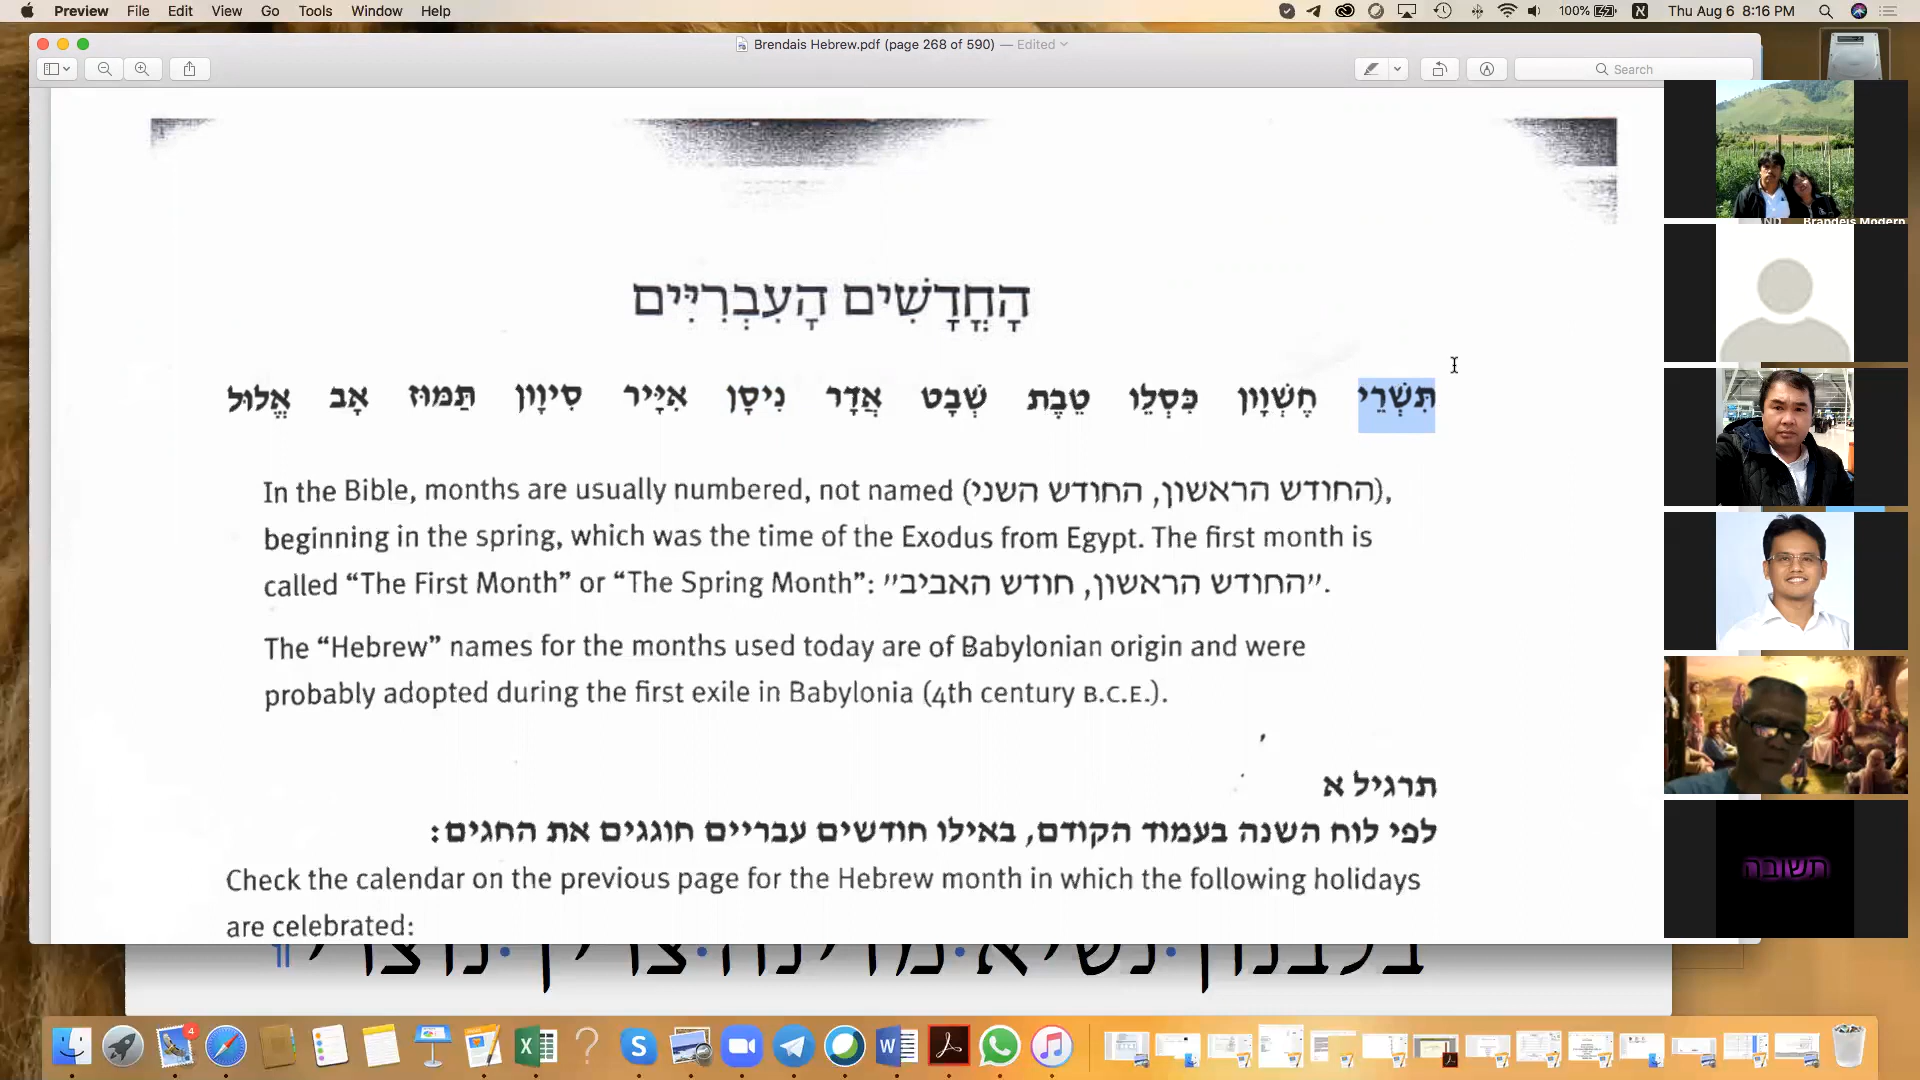 Preview File Edit View Go Tools Window Help
100% Thu Aug 6 8:16 PM
Brendais Hebrew.pdf (page 268 of 590) — Edited
Search
Brandeis Modern
הָחֳדָשִׁים הָעִבְרִיִּים
תִּשְׁרֵי חֶשְׁוָון כִּסְלֵו טֵבֶת שְׁבָט אֲדָר נִיסָן אִיָּיר סִיווָן תַּמּוּז אָב אֱלוּל
In the Bible, months are usually numbered, not named (החודש הראשון, החודש השני),
beginning in the spring, which was the time of the Exodus from Egypt. The first month is
called “The First Month” or “The Spring Month”: ״החודש הראשון, חודש האביב״.
The “Hebrew” names for the months used today are of Babylonian origin and were
probably adopted during the first exile in Babylonia (4th century B.C.E.).
תרגיל א
לפי לוח השנה בעמוד הקודם, באילו חודשים עבריים חוגגים את החגים:
Check the calendar on the previous page for the Hebrew month in which the following holidays
are celebrated:
תשובה
4